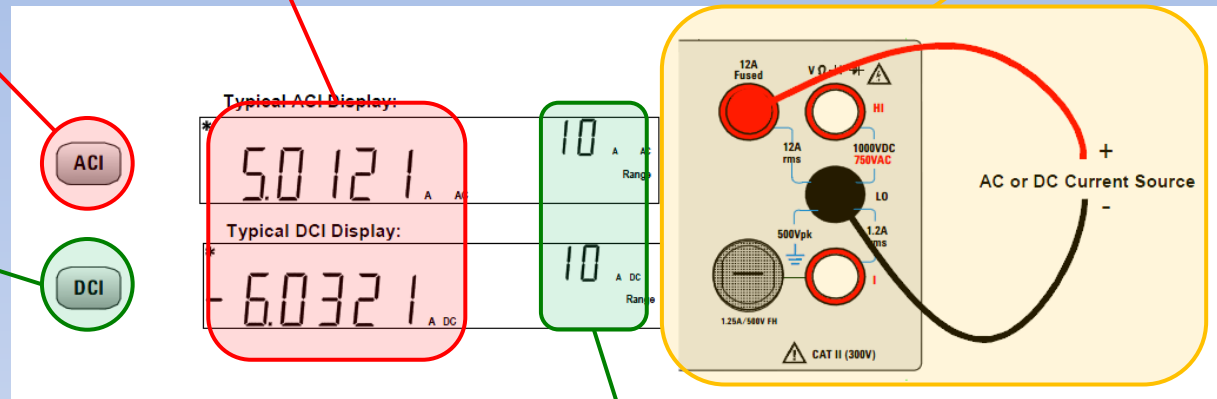 Typical ACI Display:
*
ACI
5.0121 A AC
10 A AC
Range
Typical DCI Display:
*
DCI
- 6.0321 A DC
10 A DC
Range
12A
Fused
V Ω
HI
12A
rms
1000VDC
750VAC
LO
500Vpk
1.2A
rms
I
1.25A/500V FH
CAT II (300V)
+
AC or DC Current Source
-